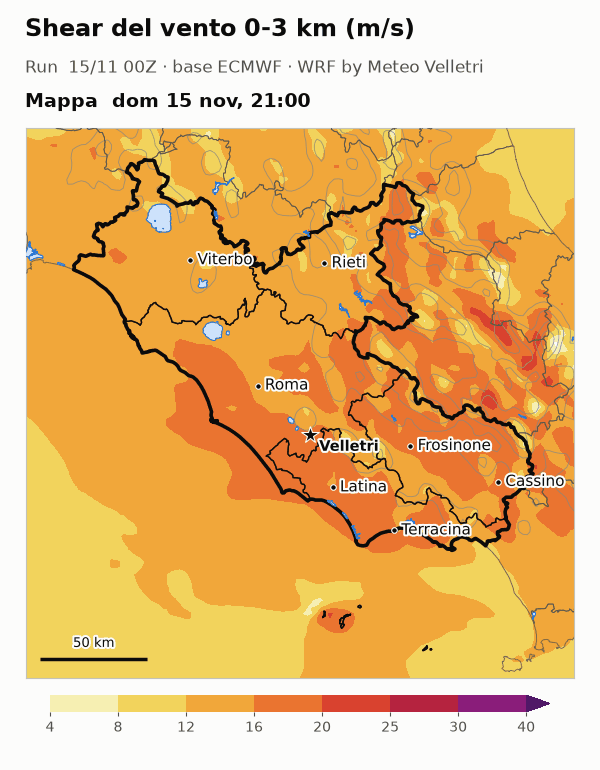 Shear del vento 0-3 km (m/s)
Run 15/11 00Z · base ECMWF · WRF by Meteo Velletri
Mappa dom 15 nov, 21:00
Viterbo
Rieti
Roma
Velletri
Frosinone
Cassino
Latina
Terracina
50 km
4 8 12 16 20 25 30 40